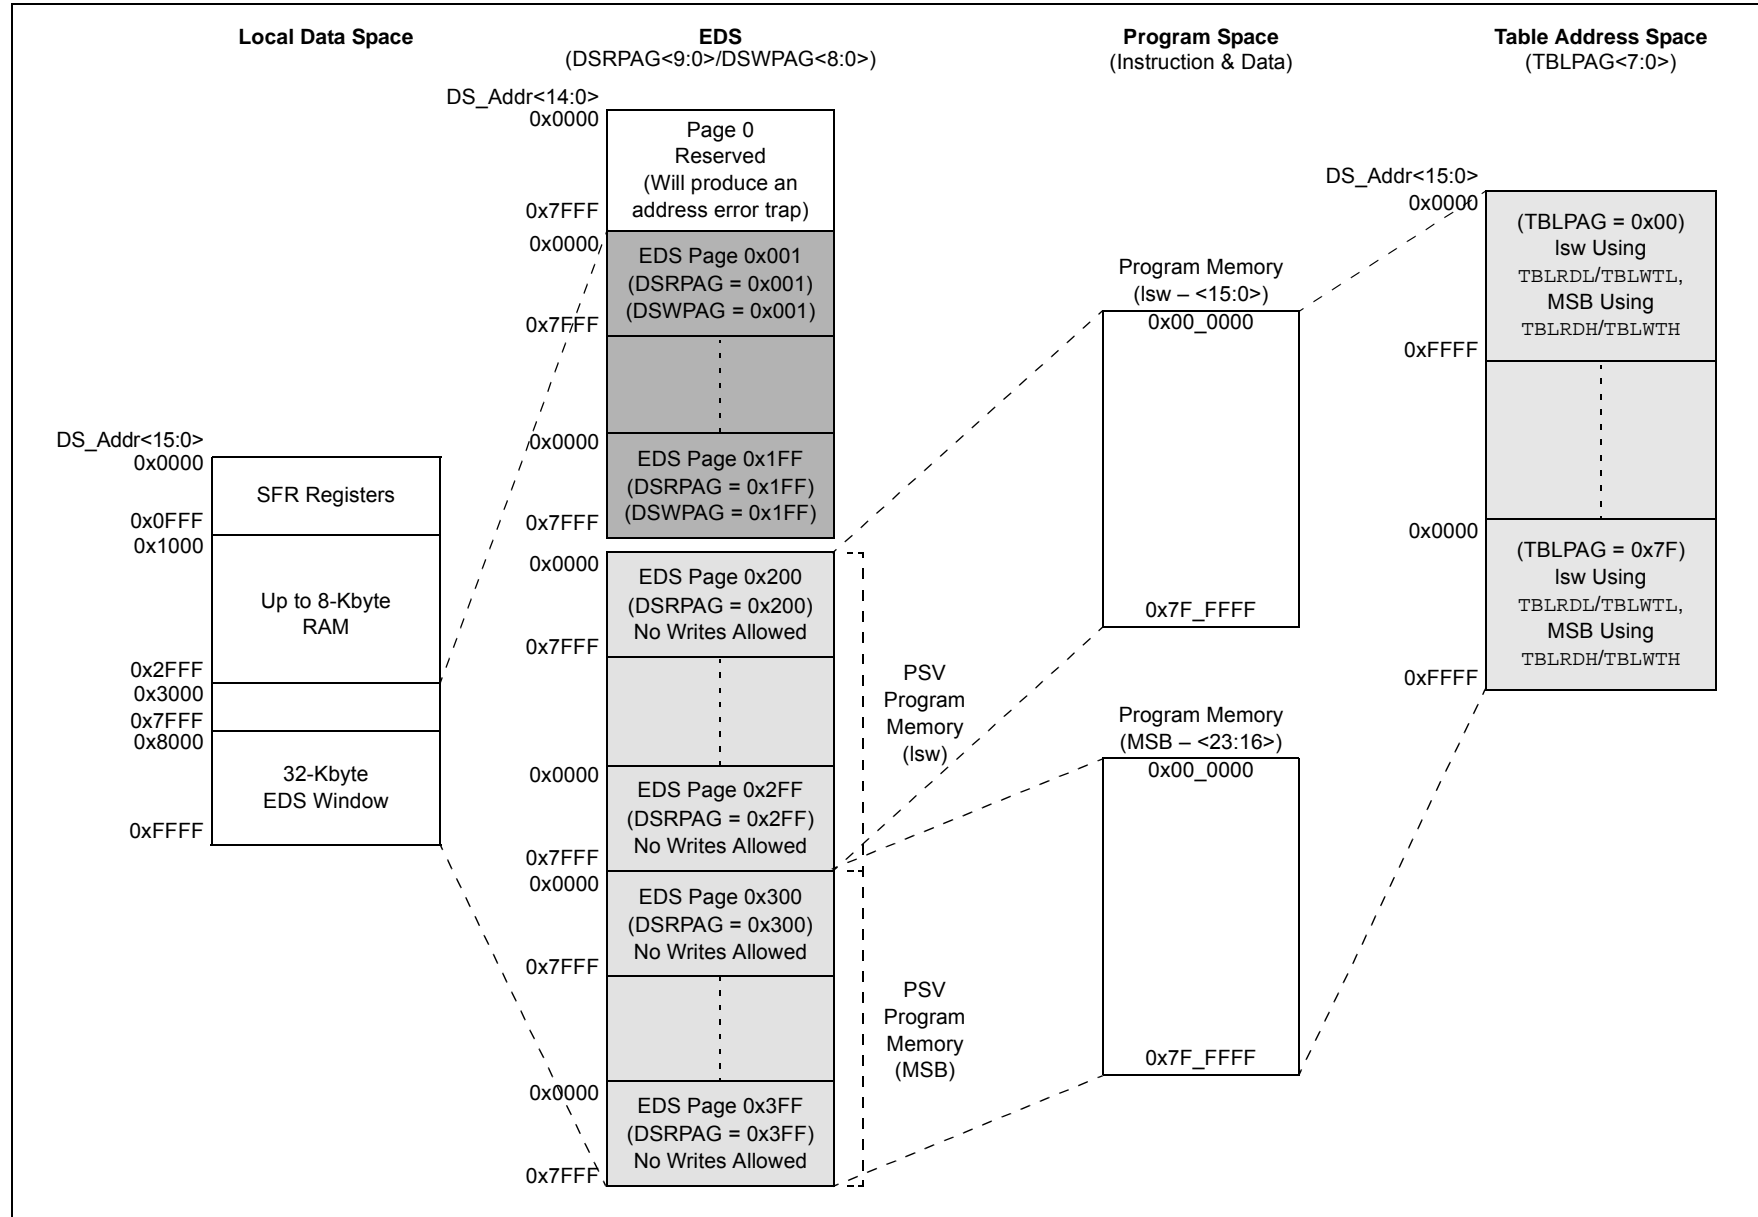 Local Data Space
EDS
(DSRPAG<9:0>/DSWPAG<8:0>)
Program Space
(Instruction & Data)
Table Address Space
(TBLPAG<7:0>)
DS_Addr<15:0>
0x0000
SFR Registers
0x0FFF
0x1000
Up to 8-Kbyte
RAM
0x2FFF
0x3000
0x7FFF
0x8000
32-Kbyte
EDS Window
0xFFFF
DS_Addr<14:0>
0x0000
Page 0
Reserved
(Will produce an
address error trap)
0x7FFF
0x0000
EDS Page 0x001
(DSRPAG = 0x001)
(DSWPAG = 0x001)
0x7FFF
0x0000
EDS Page 0x1FF
(DSRPAG = 0x1FF)
(DSWPAG = 0x1FF)
0x7FFF
0x0000
EDS Page 0x200
(DSRPAG = 0x200)
No Writes Allowed
0x7FFF
PSV
Program
Memory
(lsw)
0x0000
EDS Page 0x2FF
(DSRPAG = 0x2FF)
No Writes Allowed
0x7FFF
0x0000
EDS Page 0x300
(DSRPAG = 0x300)
No Writes Allowed
0x7FFF
PSV
Program
Memory
(MSB)
0x0000
EDS Page 0x3FF
(DSRPAG = 0x3FF)
No Writes Allowed
0x7FFF
Program Memory
(lsw – <15:0>)
0x00_0000
0x7F_FFFF
Program Memory
(MSB – <23:16>)
0x00_0000
0x7F_FFFF
DS_Addr<15:0>
0x0000
(TBLPAG = 0x00)
lsw Using
TBLRDL/TBLWTL,
MSB Using
TBLRDH/TBLWTH
0xFFFF
0x0000
(TBLPAG = 0x7F)
lsw Using
TBLRDL/TBLWTL,
MSB Using
TBLRDH/TBLWTH
0xFFFF